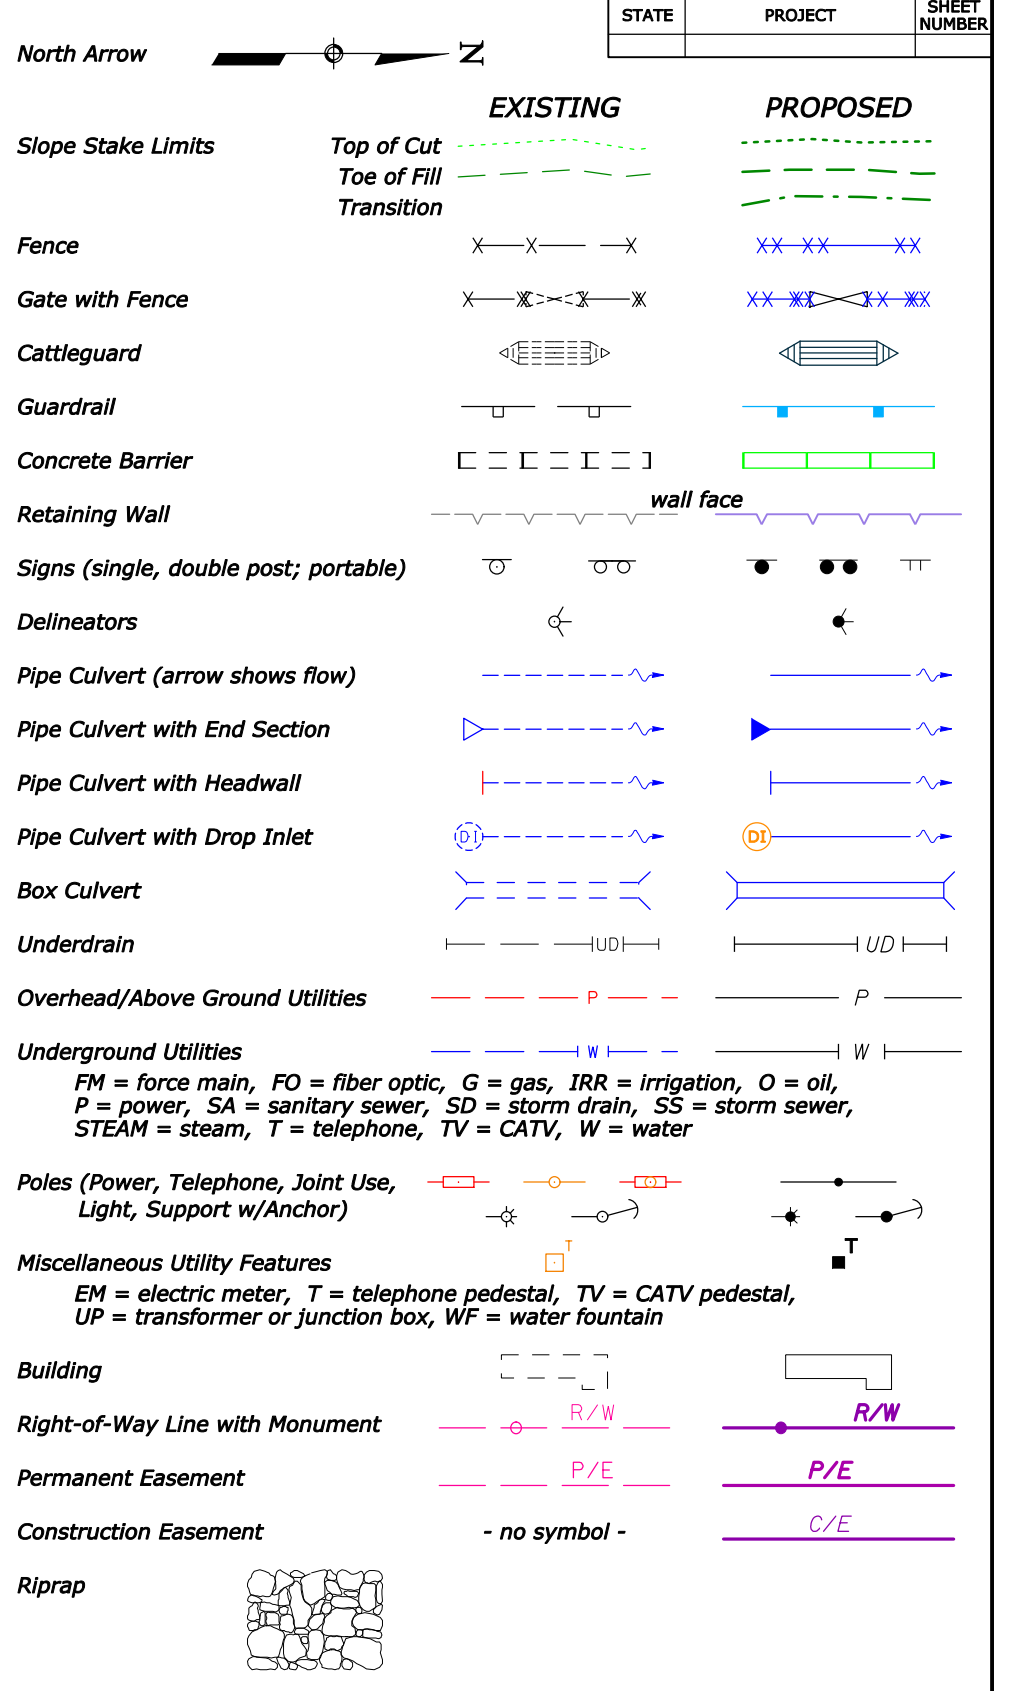 STATE PROJECT SHEET NUMBER
North Arrow N
EXISTING PROPOSED
Slope Stake Limits Top of Cut
Toe of Fill
Transition
Fence
Gate with Fence
Cattleguard
Guardrail
Concrete Barrier
wall face
Retaining Wall
Signs (single, double post; portable)
Delineators
Pipe Culvert (arrow shows flow)
Pipe Culvert with End Section
Pipe Culvert with Headwall
Pipe Culvert with Drop Inlet DI DI
Box Culvert
Underdrain UD UD
Overhead/Above Ground Utilities P P
Underground Utilities W W
FM = force main, FO = fiber optic, G = gas, IRR = irrigation, O = oil,
P = power, SA = sanitary sewer, SD = storm drain, SS = storm sewer,
STEAM = steam, T = telephone, TV = CATV, W = water
Poles (Power, Telephone, Joint Use,
Light, Support w/Anchor)
Miscellaneous Utility Features T T
EM = electric meter, T = telephone pedestal, TV = CATV pedestal,
UP = transformer or junction box, WF = water fountain
Building
Right-of-Way Line with Monument R/W R/W
Permanent Easement P/E P/E
Construction Easement - no symbol - C/E
Riprap